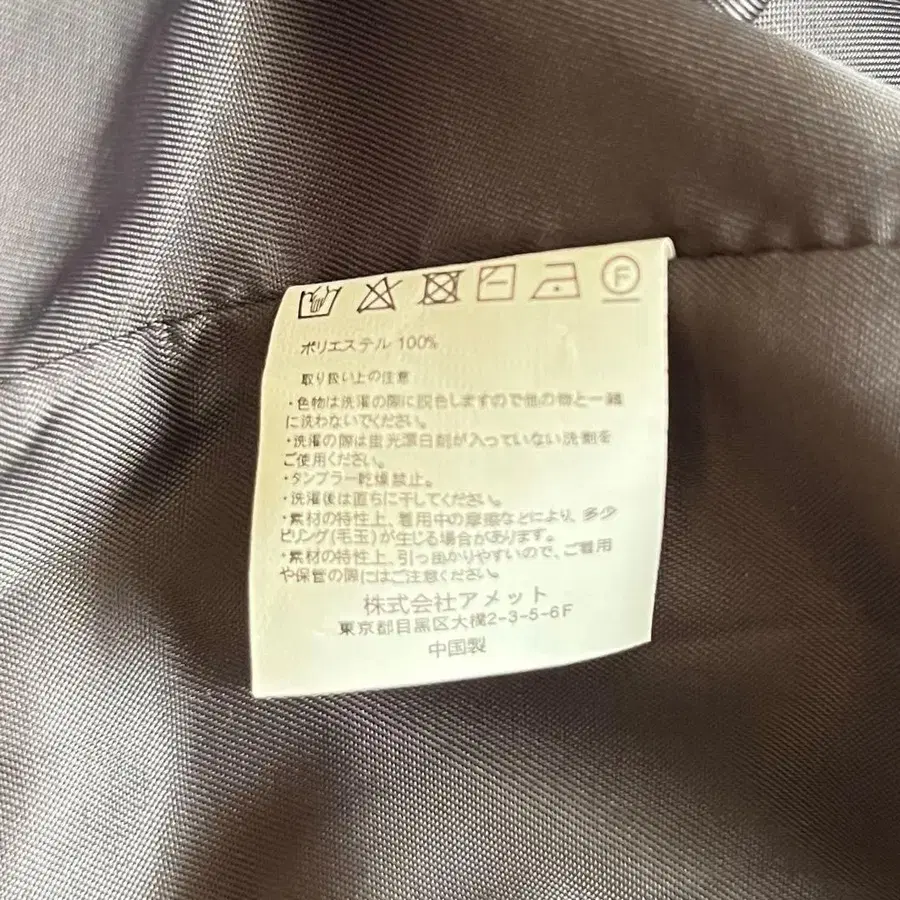 F
ポリエステル 100%
取り扱い上の注意
・色物は洗濯の際に脱色しますので他の物と一緒
に洗わないでください。
・洗濯の際は蛍光漂白剤が入っていない洗剤を
ご使用ください。
・タンブラー乾燥禁止。
・洗濯後は直ちに干してください。
・素材の特性上、着用中の摩擦などにより、多少
ピリング(毛玉)が生じる場合があります。
・素材の特性上、引っ掛かりやすいので、ご着用
や保管の際にはご注意ください。
株式会社アメット
東京都目黒区大橋2-3-5-6F
中国製